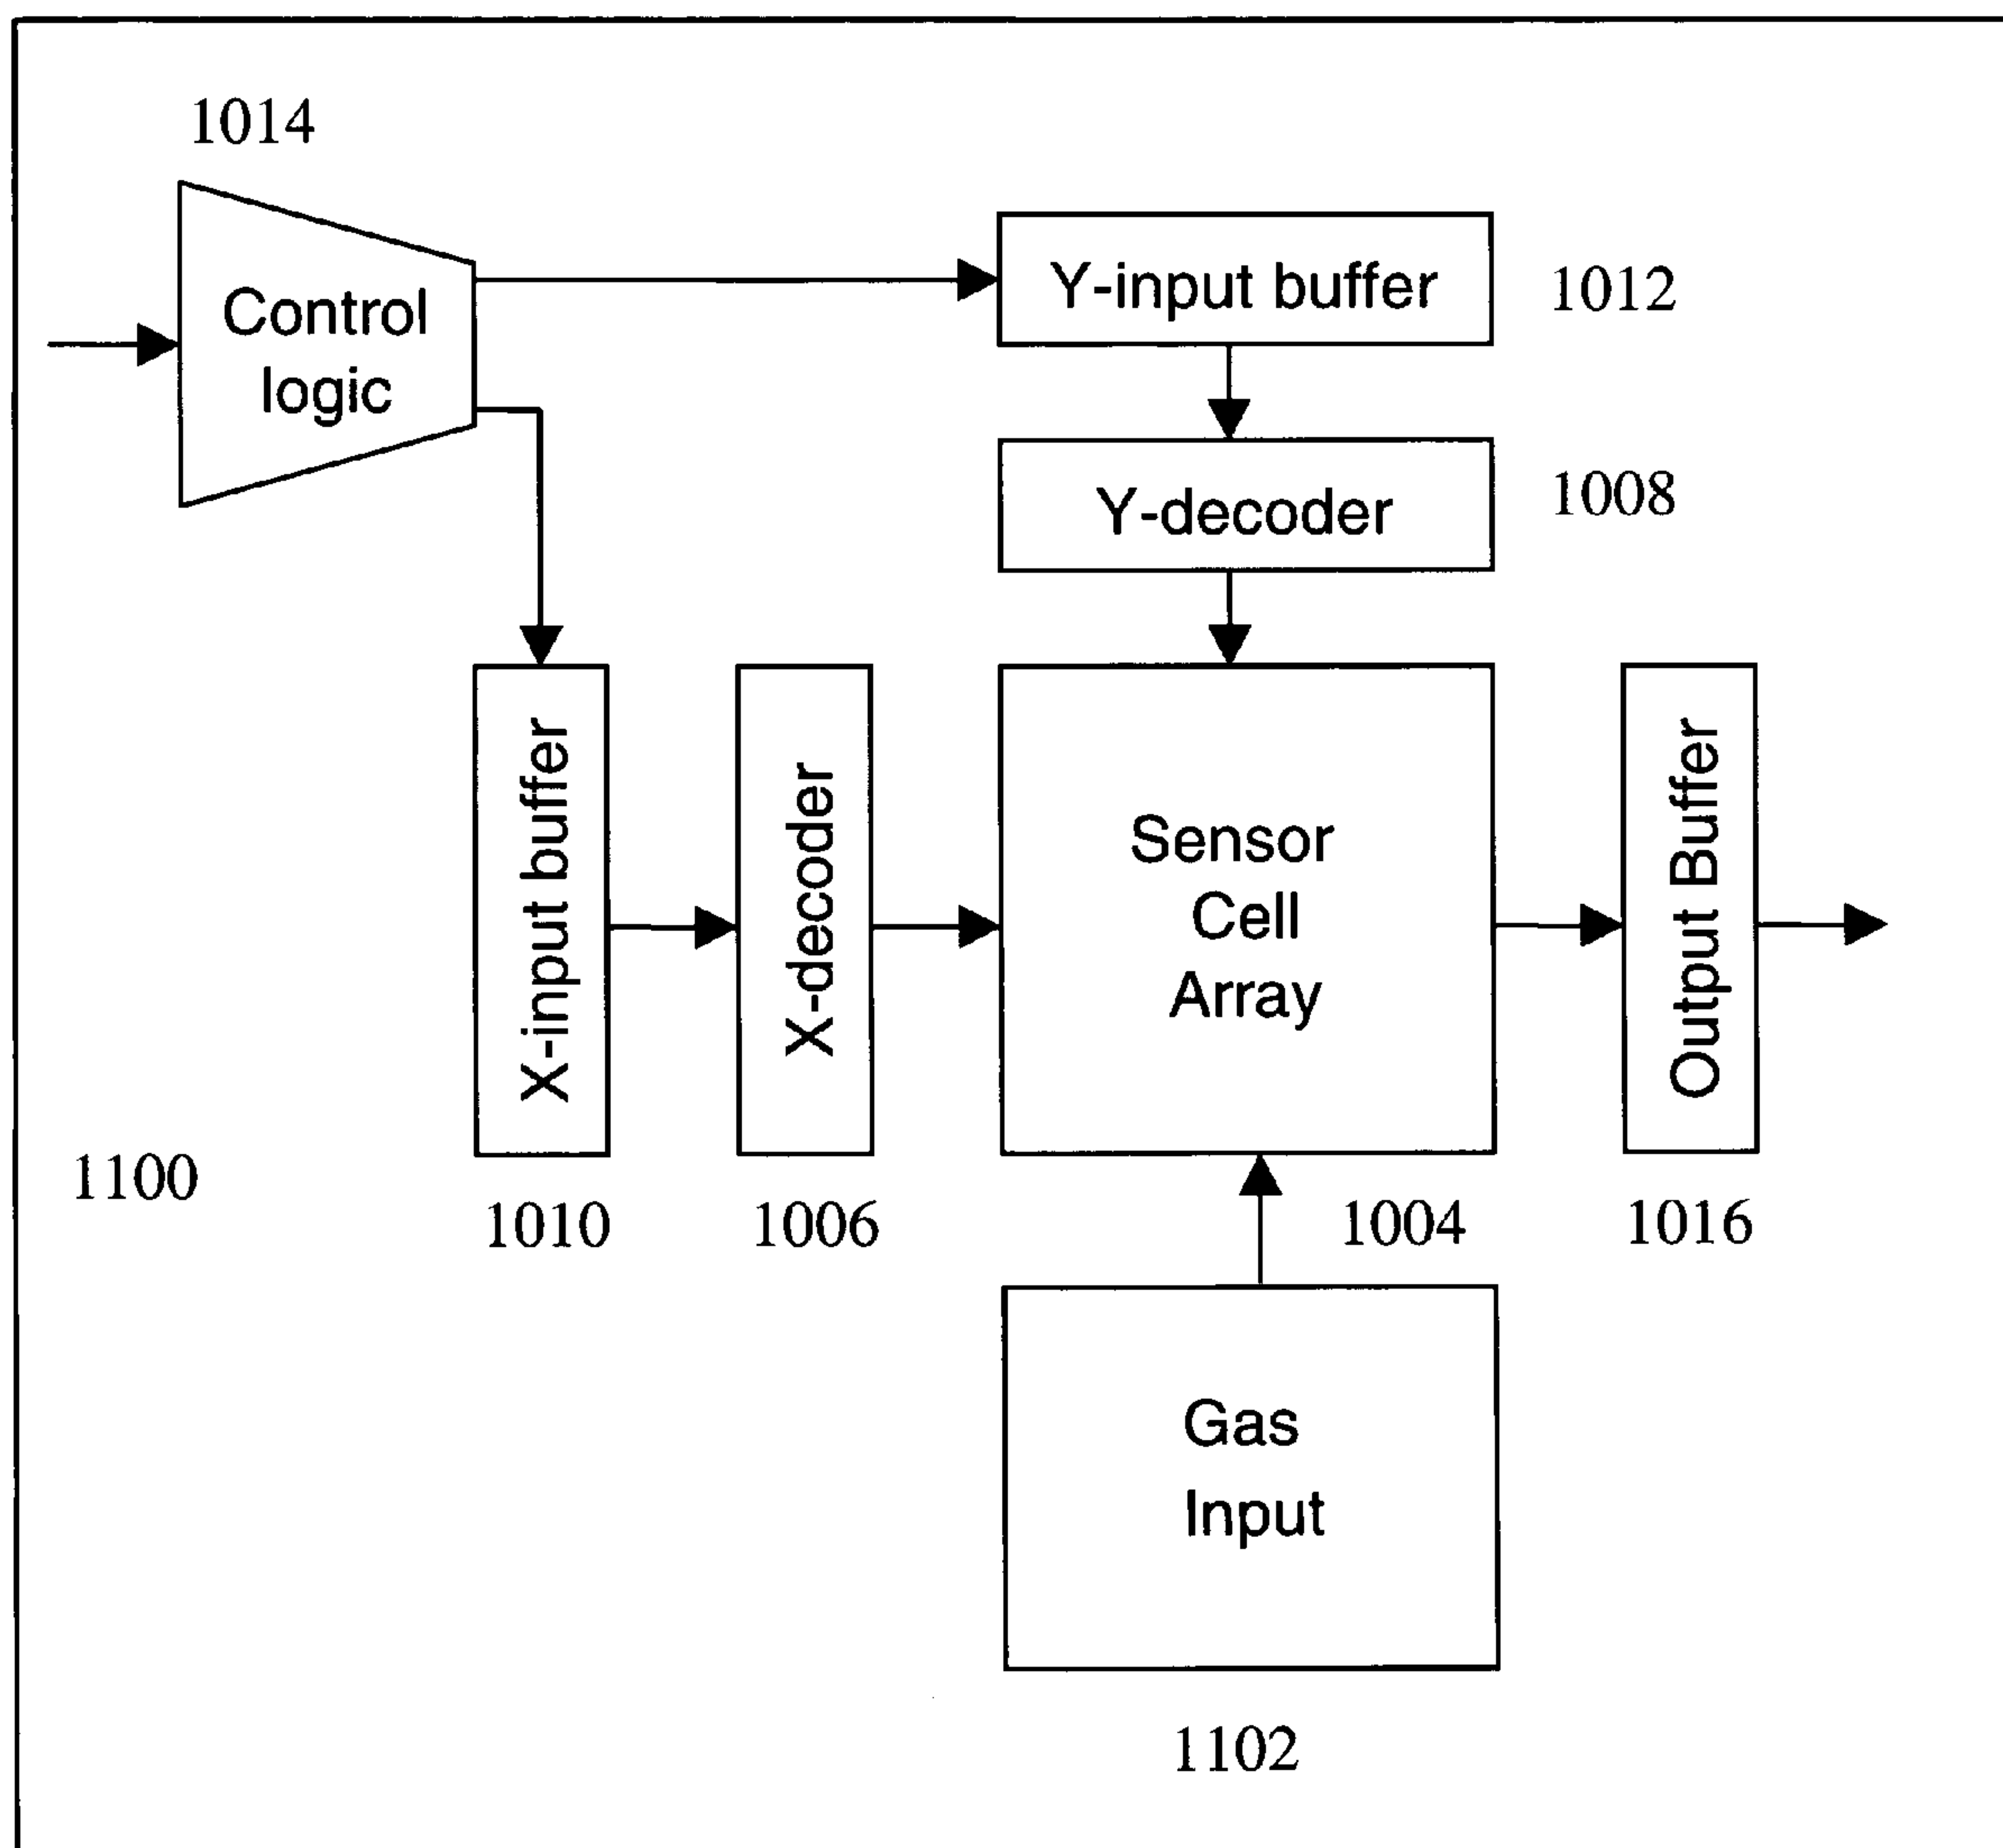 1014
Control
logic
Y-input buffer
1012
Y-decoder
1008
X-input buffer
X-decoder
Sensor
Cell
Array
Output Buffer
1100
1010
1006
1004
1016
Gas
Input
1102